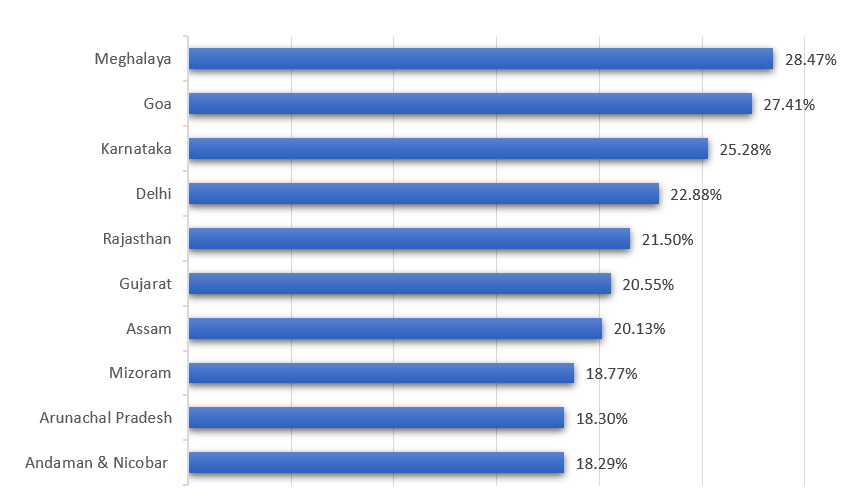 Meghalaya 28.47%
Goa 27.41%
Karnataka 25.28%
Delhi 22.88%
Rajasthan 21.50%
Gujarat 20.55%
Assam 20.13%
Mizoram 18.77%
Arunachal Pradesh 18.30%
Andaman & Nicobar 18.29%